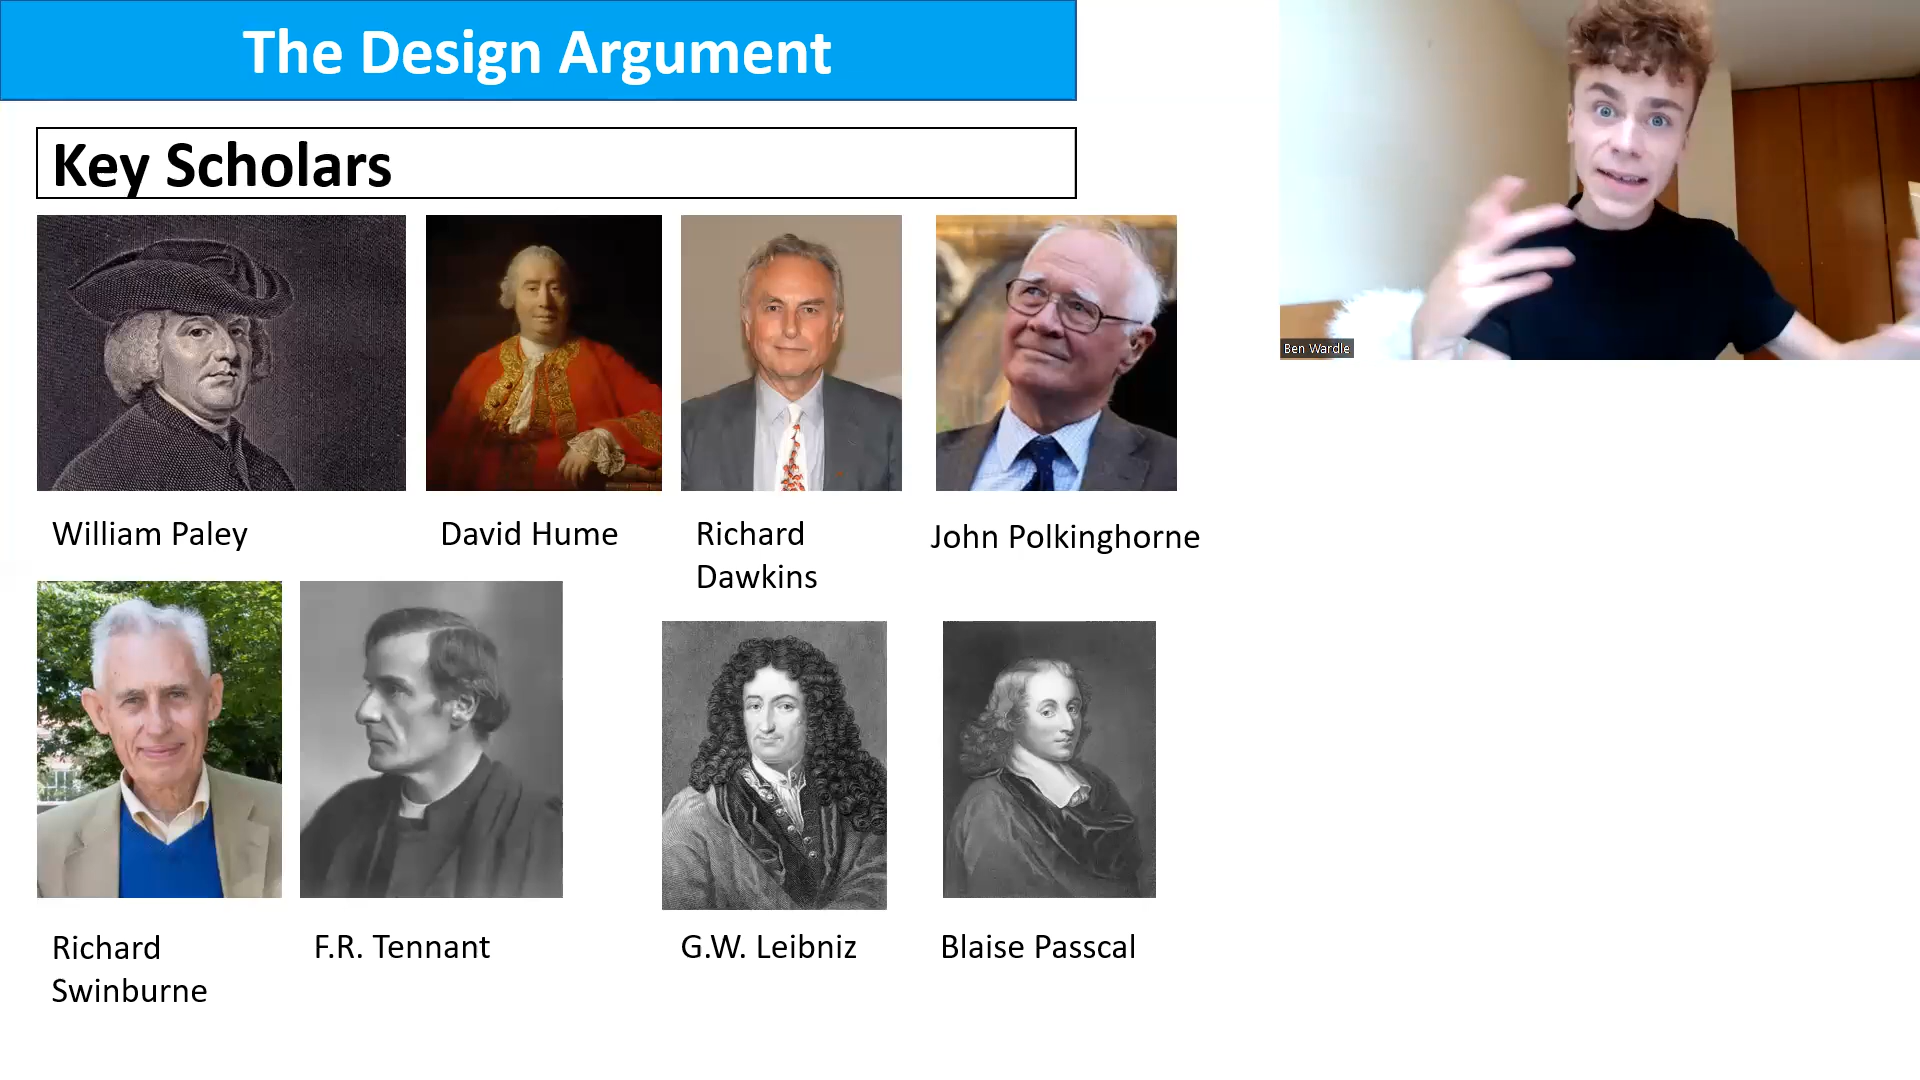 The Design Argument
Key Scholars
Ben Wardle
William Paley
David Hume
Richard
Dawkins
John Polkinghorne
Richard
Swinburne
F.R. Tennant
G.W. Leibniz
Blaise Passcal